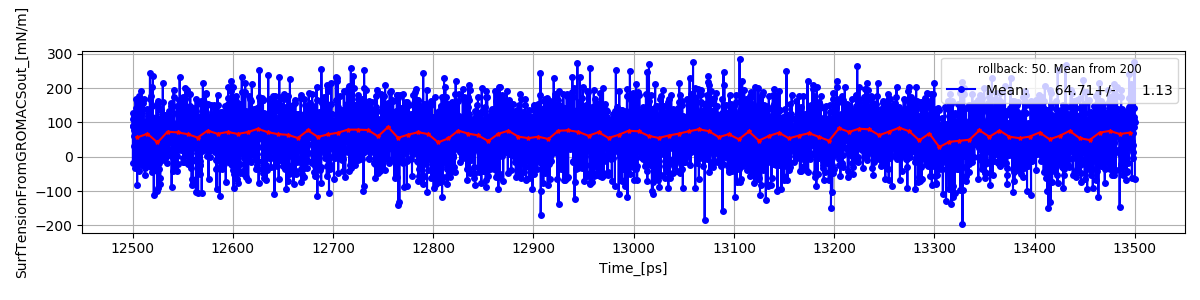 SurfTensionFromGROMACSout_[mN/m]
300
200
100
0
−100
−200
12500 12600 12700 12800 12900 13000 13100 13200 13300 13400 13500
Time_[ps]
rollback: 50. Mean from 200
Mean: 64.71+/- 1.13